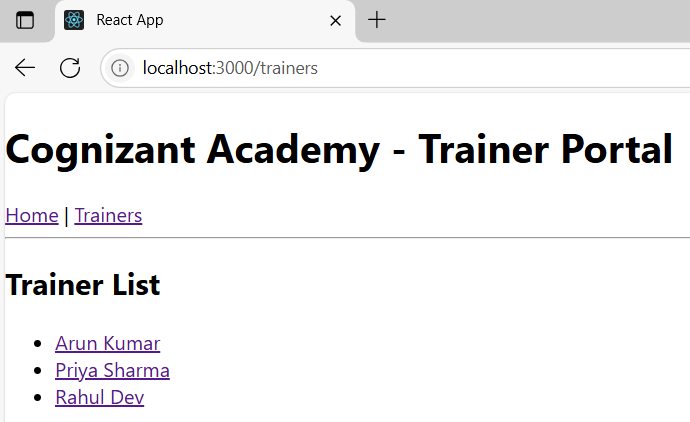 React App
localhost:3000/trainers
Cognizant Academy - Trainer Portal
Home | Trainers
Trainer List
Arun Kumar
Priya Sharma
Rahul Dev